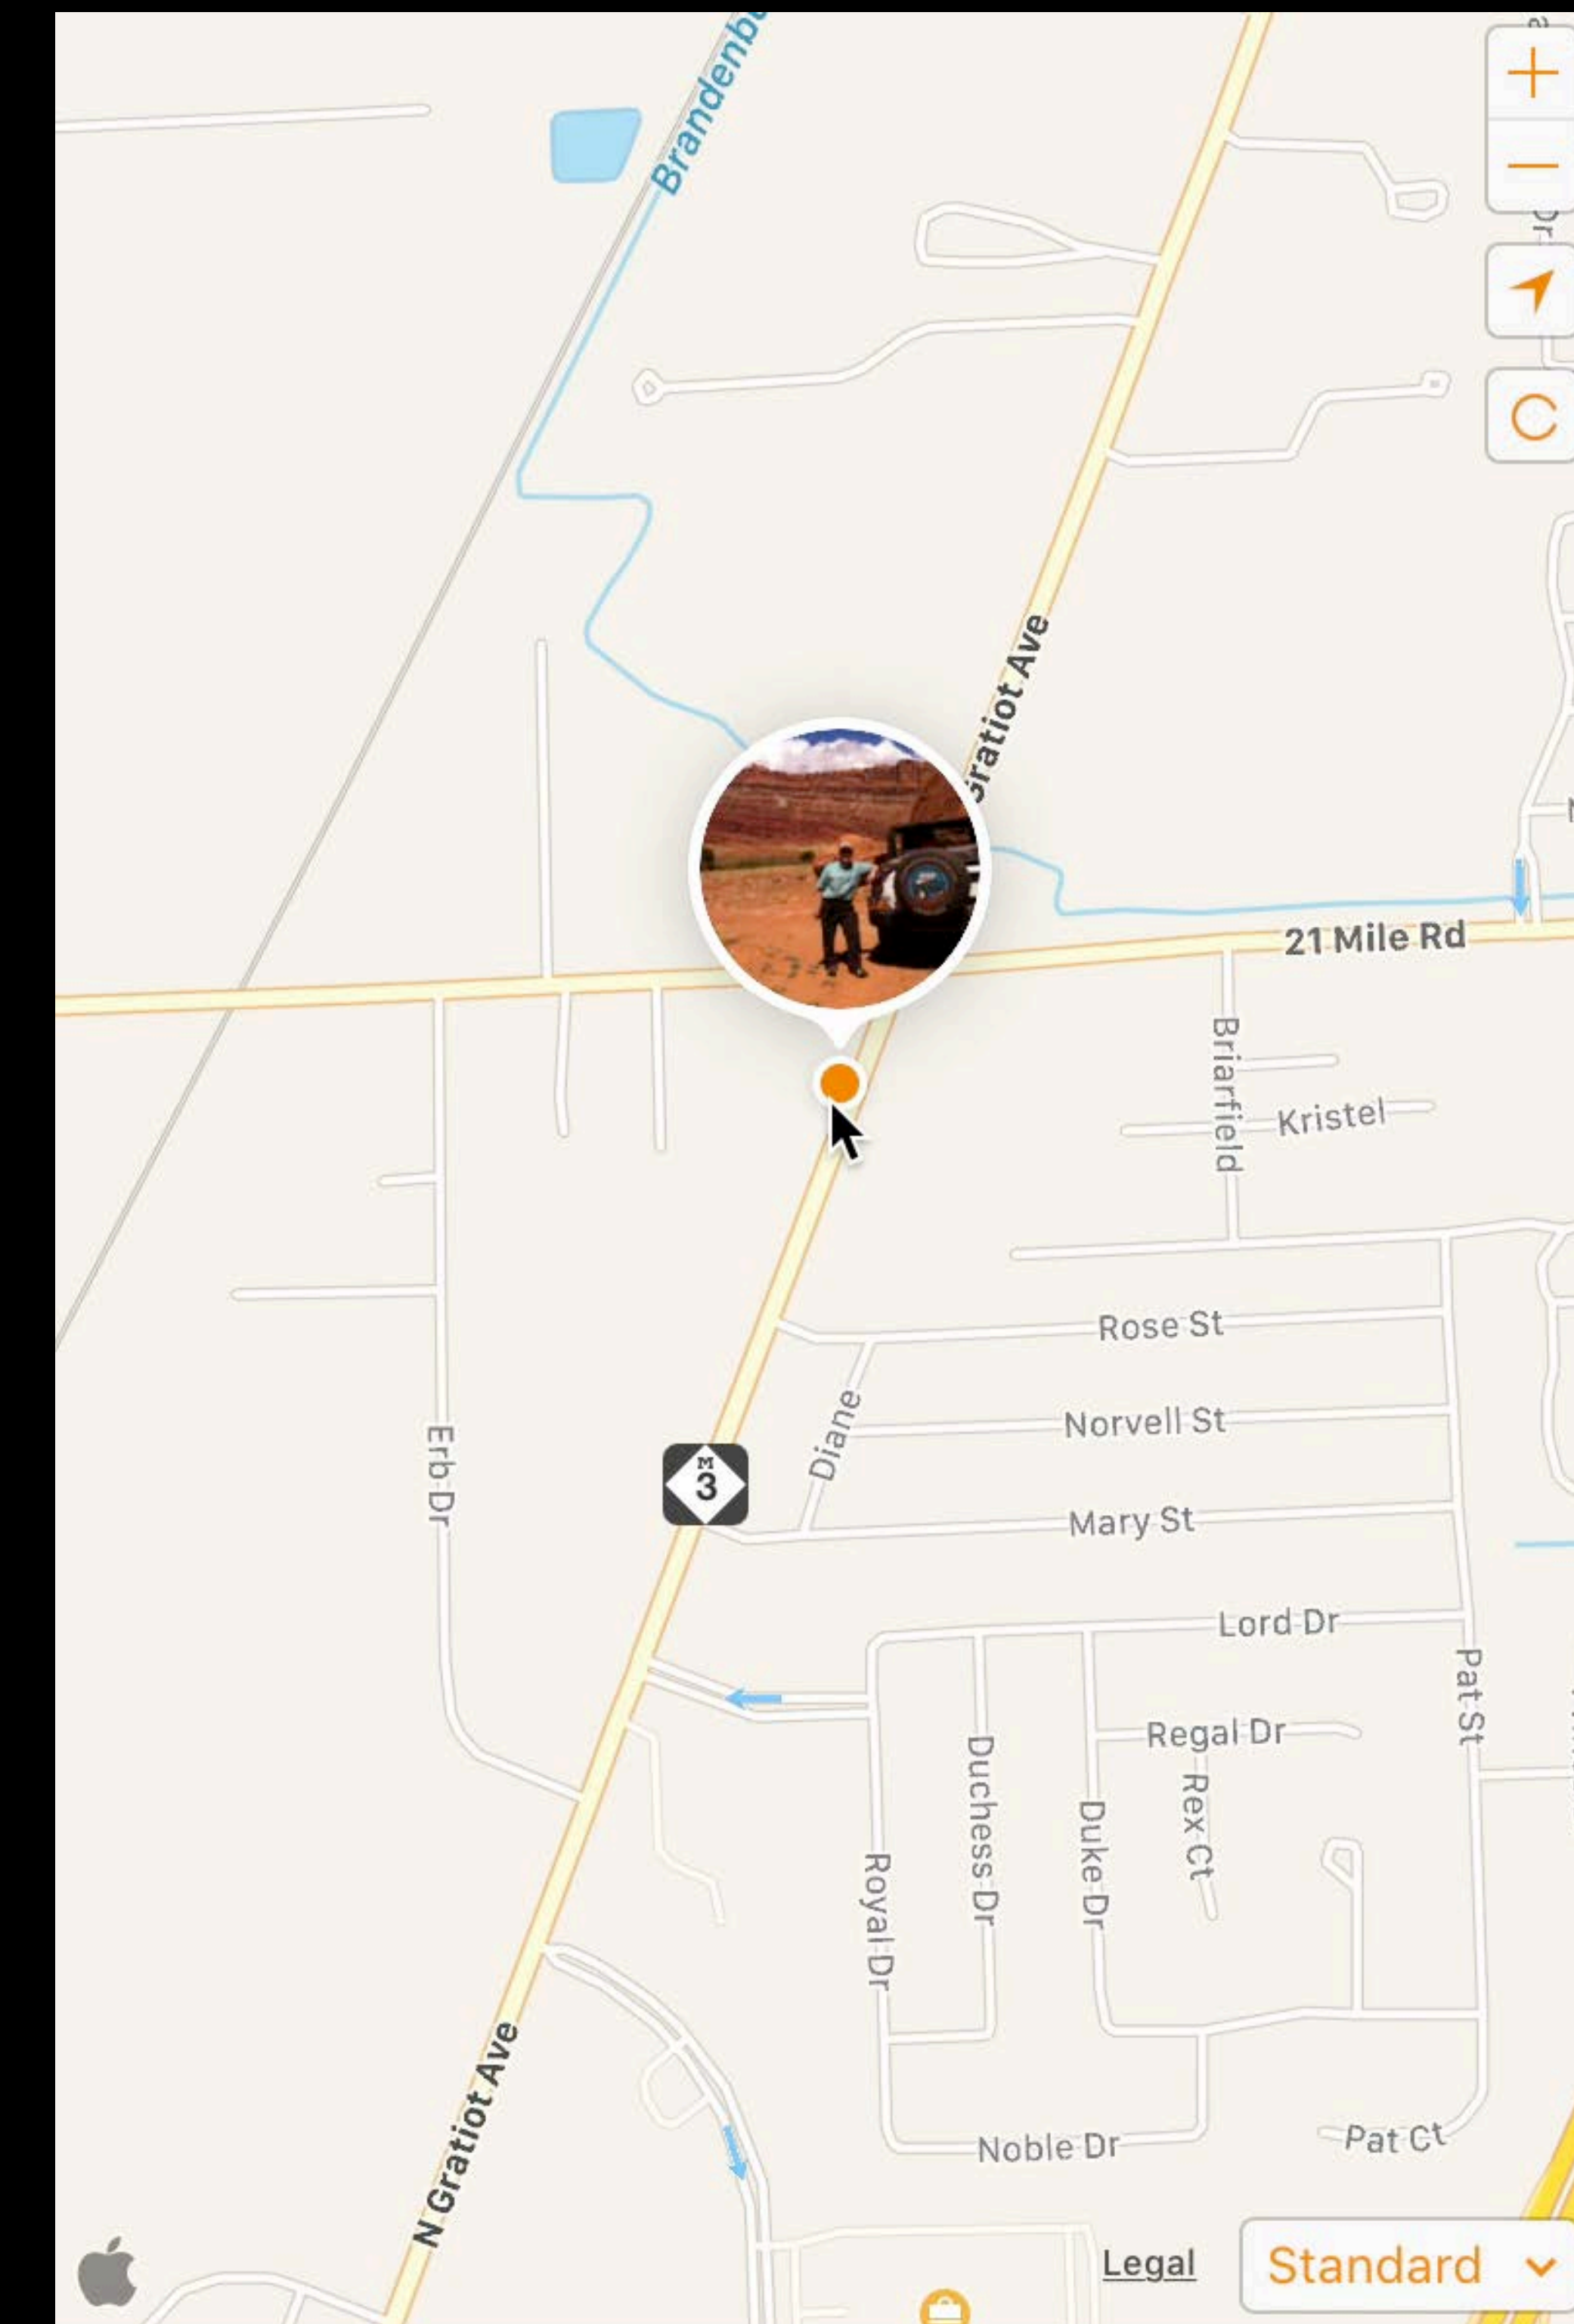 Brandenbu
Gratiot Ave
21 Mile Rd
Briarfield
Kristel
Rose St
Diane
Norvell St
Erb Dr
M
3
Mary St
Lord Dr
Pat St
Regal Dr
Rex Ct
Duchess Dr
Duke Dr
Royal Dr
N Gratiot Ave
Noble Dr
Pat Ct
Legal
Standard